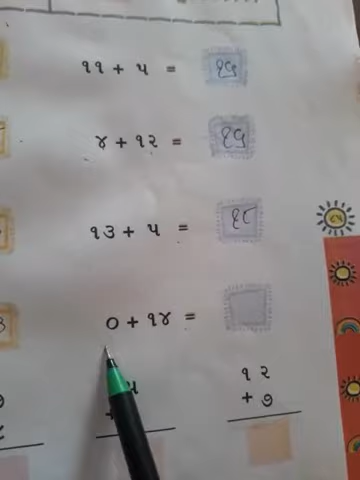 ૧૧ + ૫ = ૧૬
૪ + ૧૨ = ૧૬
૧૩ + ૫ = ૧૮
૦ + ૧૪ =
૧ ૨
+ ૭